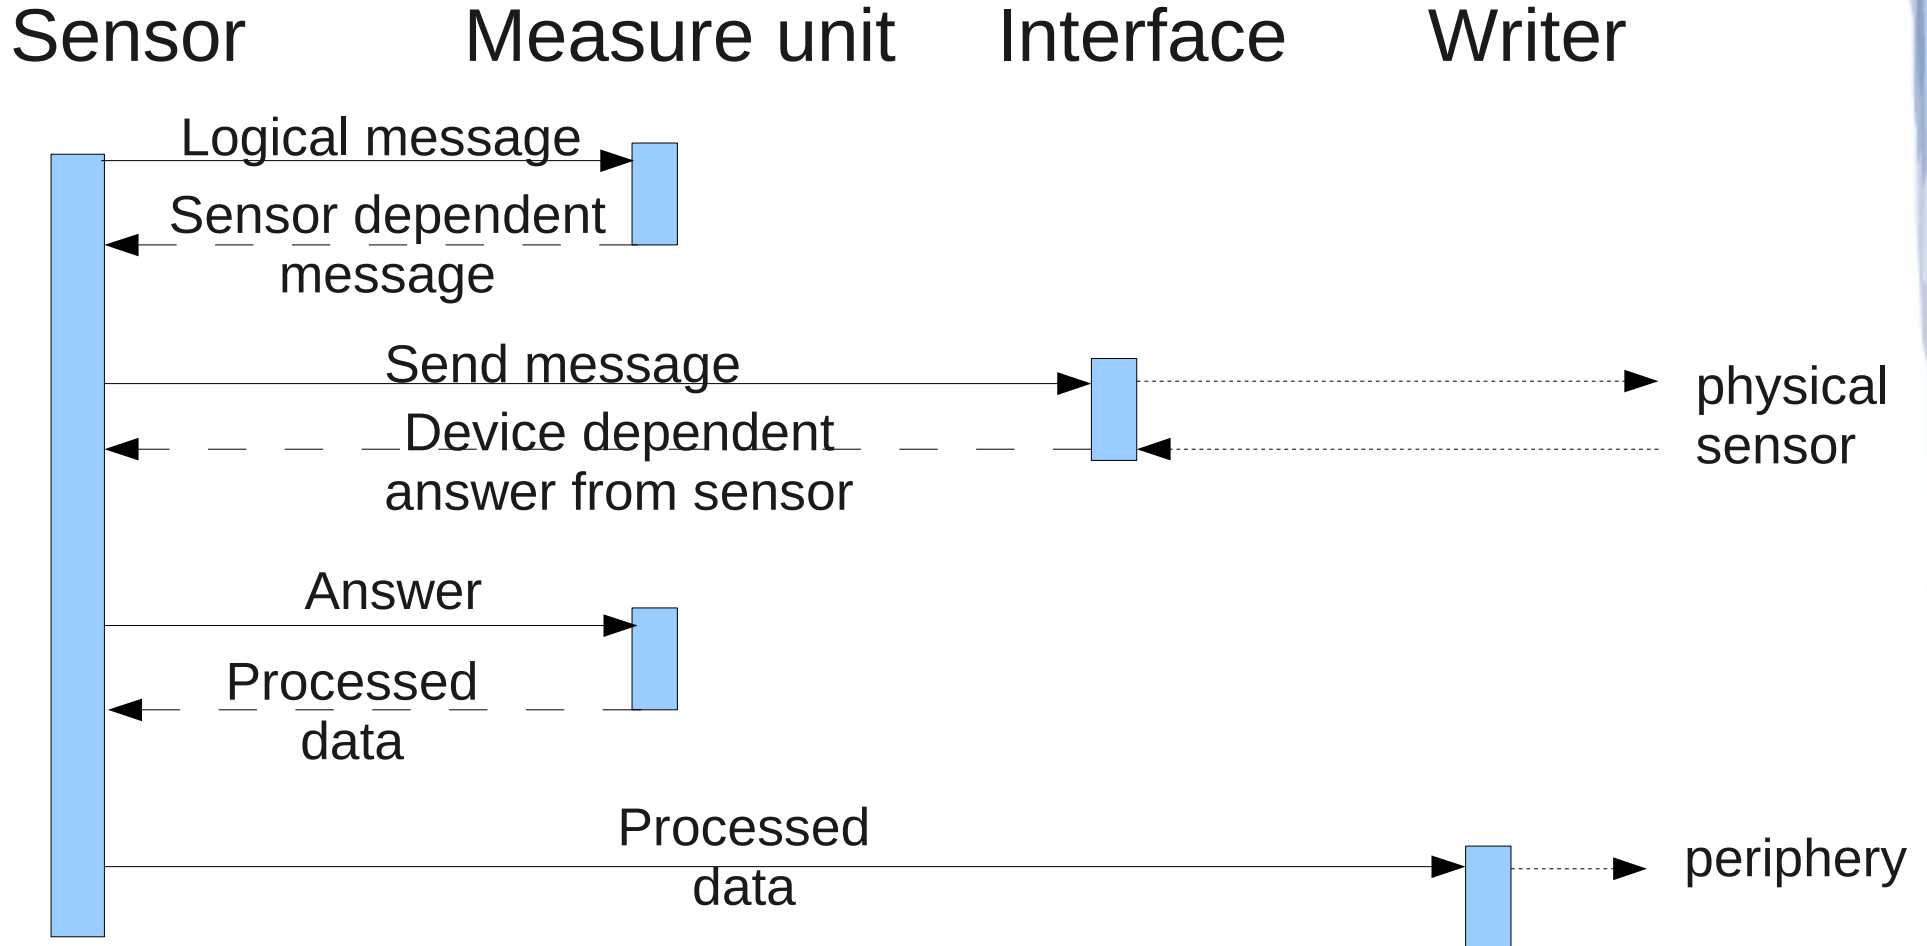 Sensor Measure unit Interface Writer
Logical message
Sensor dependent
message
Send message
physical
Device dependent
sensor
answer from sensor
Answer
Processed
data
Processed
periphery
data